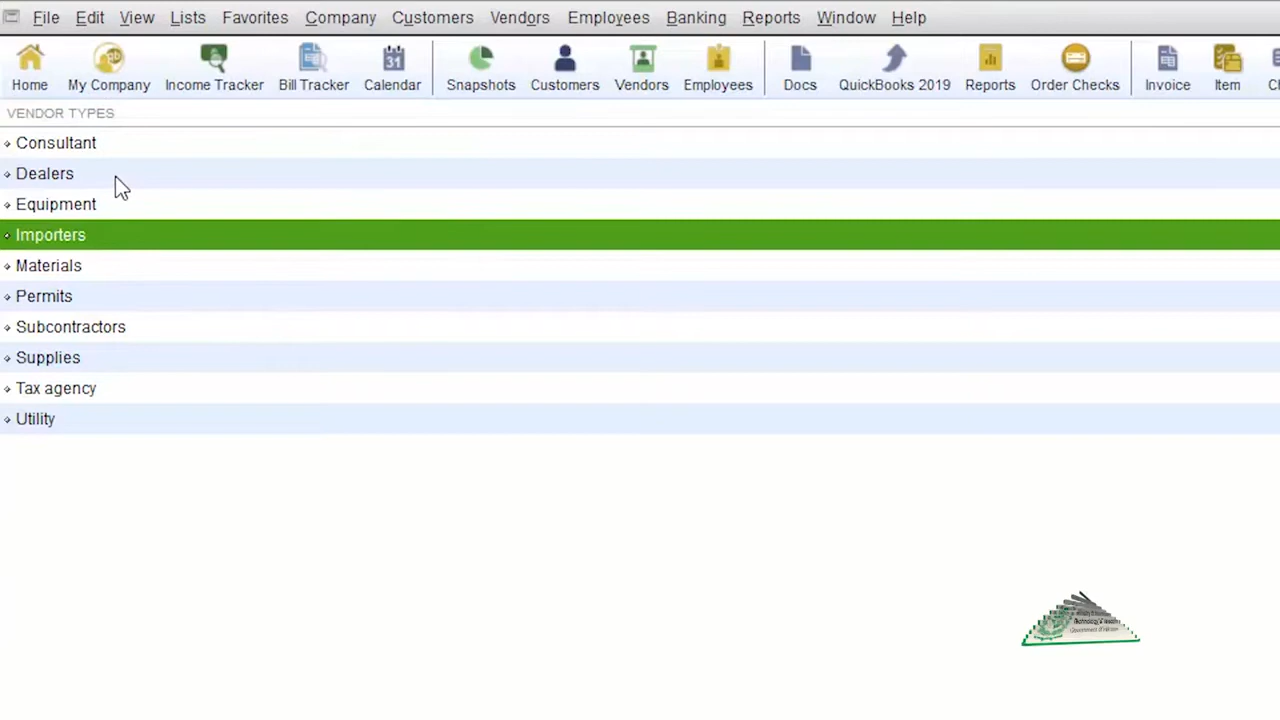 File Edit View Lists Favorites Company Customers Vendors Employees Banking Reports Window Help
Home My Company Income Tracker Bill Tracker Calendar Snapshots Customers Vendors Employees Docs QuickBooks 2019 Reports Order Checks Invoice Item
VENDOR TYPES
Consultant
Dealers
Equipment
Importers
Materials
Permits
Subcontractors
Supplies
Tax agency
Utility